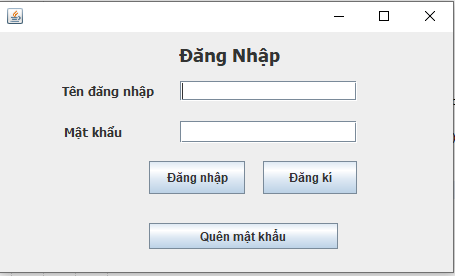 Đăng Nhập
Tên đăng nhập
Mật khẩu
Đăng nhập
Đăng kí
Quên mật khẩu